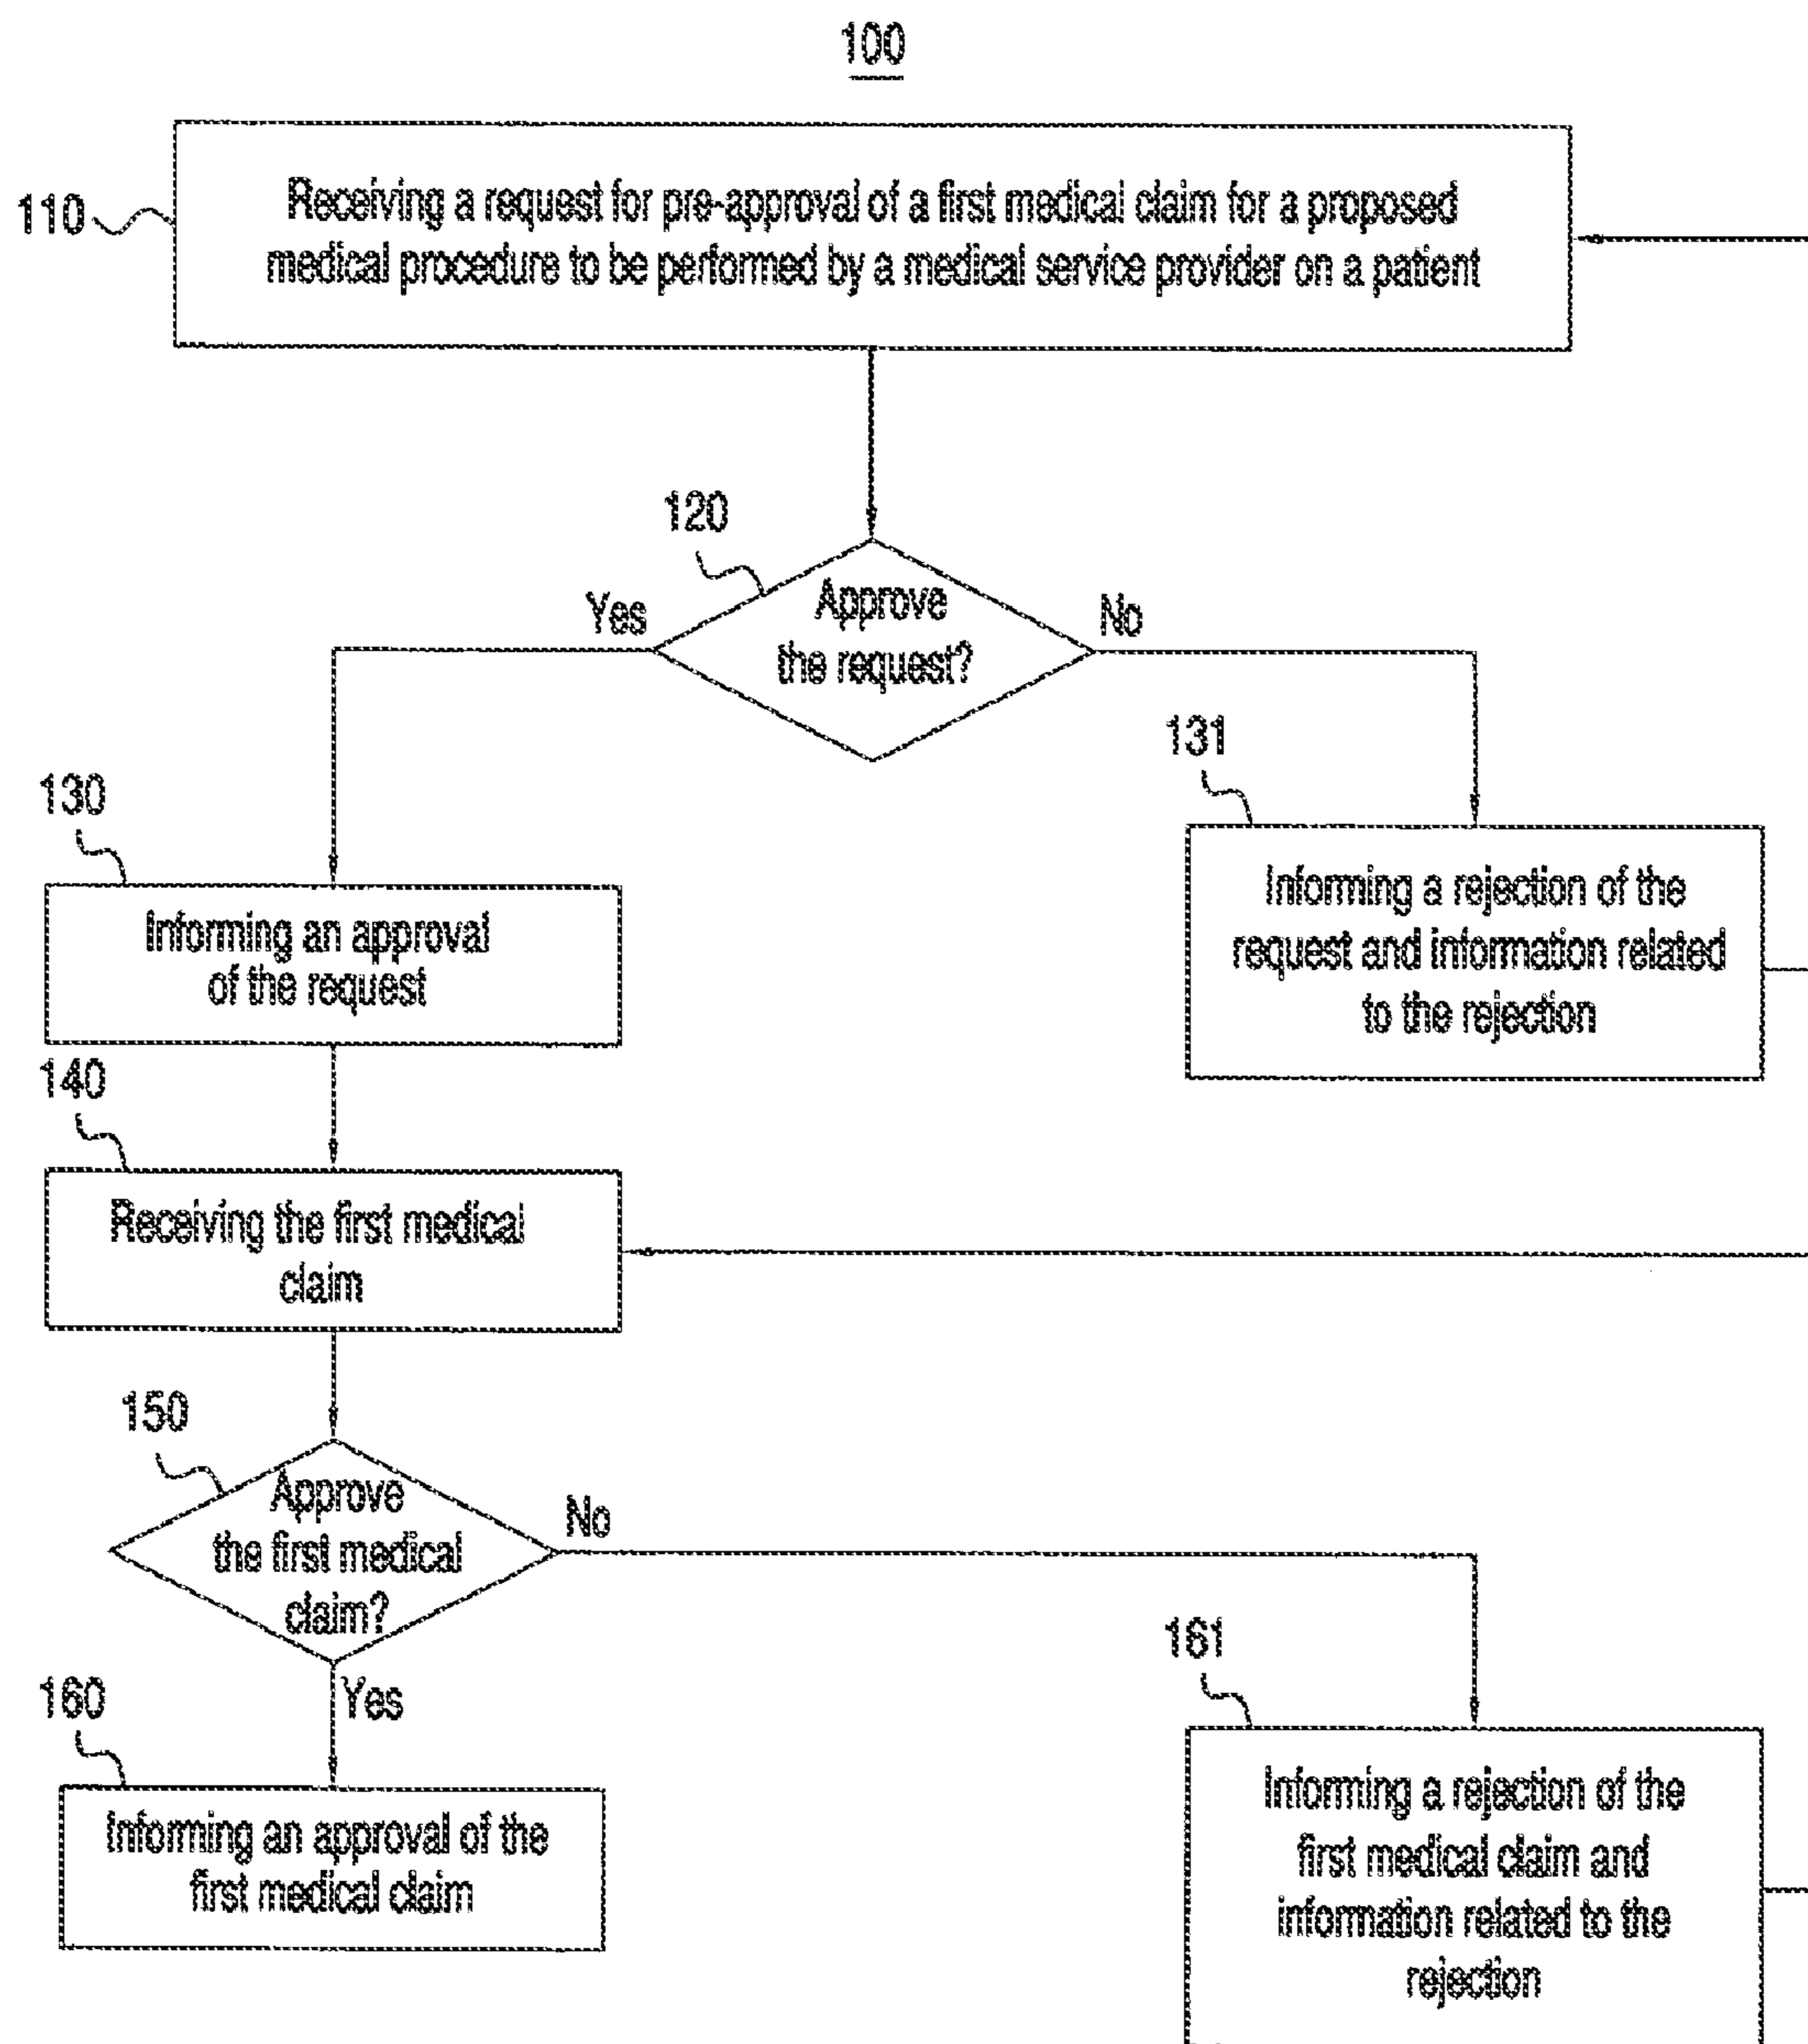 100
110
Receiving a request for pre-approval of a first medical claim for a proposed
medical procedure to be performed by a medical service provider on a patient
120
Approve
the request?
Yes
No
131
Informing a rejection of the
request and information related
to the rejection
130
Informing an approval
of the request
140
Receiving the first medical
claim
150
Approve
the first medical
claim?
No
Yes
160
Informing an approval of the
first medical claim
161
Informing a rejection of the
first medical claim and
information related to the
rejection